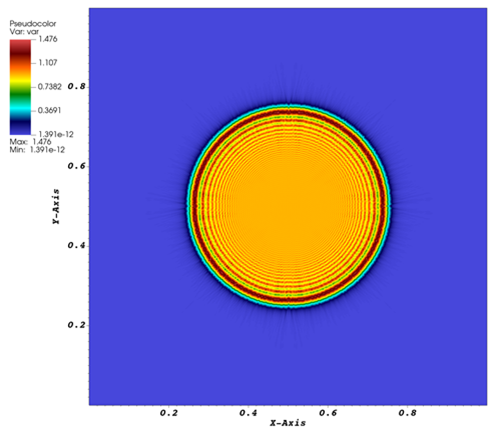 Pseudocolor
Var: var
1.476
1.107
0.7382
0.3691
1.391e-12
Max: 1.476
Min: 1.391e-12
0.8
0.6
Y-Axis
0.4
0.2
0.2 0.4 0.6 0.8
X-Axis